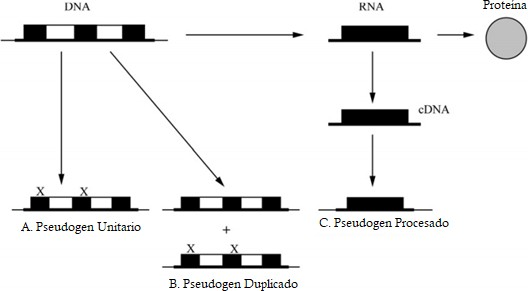 DNA
RNA
Proteína
cDNA
X
X
A. Pseudogen Unitario
+
C. Pseudogen Procesado
X
X
B. Pseudogen Duplicado